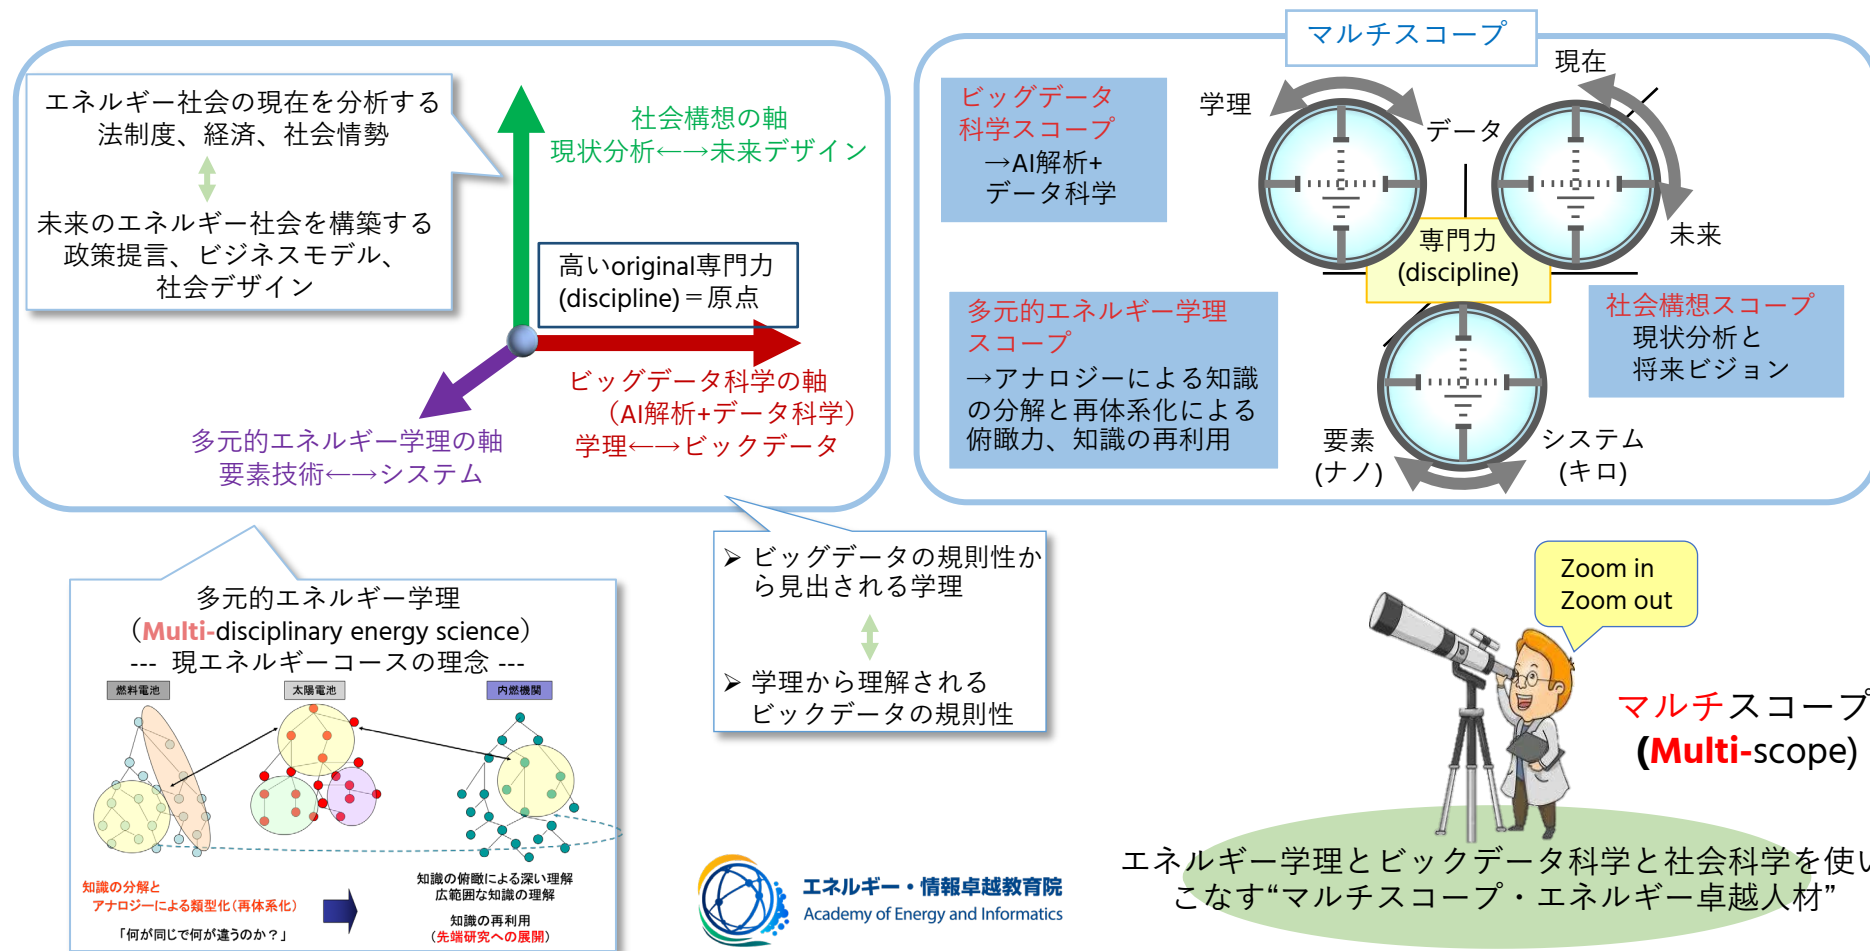 エネルギー社会の現在を分析する
法制度、経済、社会情勢
未来のエネルギー社会を構築する
政策提言、ビジネスモデル、
社会デザイン
社会構想の軸
現状分析←→未来デザイン
高いoriginal専門力
(discipline)＝原点
ビッグデータ科学の軸
（AI解析+データ科学）
学理←→ビックデータ
多元的エネルギー学理の軸
要素技術←→システム
マルチスコープ
ビッグデータ
科学スコープ
→AI解析+
データ科学
学理
データ
現在
未来
専門力
(discipline)
多元的エネルギー学理
スコープ
→アナロジーによる知識
の分解と再体系化による
俯瞰力、知識の再利用
社会構想スコープ
現状分析と
将来ビジョン
要素
(ナノ)
システム
(キロ)
多元的エネルギー学理
（Multi-disciplinary energy science）
--- 現エネルギーコースの理念 ---
燃料電池
太陽電池
内燃機関
知識の分解と
アナロジーによる類型化（再体系化）
「何が同じで何が違うのか？」
知識の俯瞰による深い理解
広範囲な知識の理解
知識の再利用
（先端研究への展開）
➢ ビッグデータの規則性か
ら見出される学理
➢ 学理から理解される
ビックデータの規則性
エネルギー・情報卓越教育院
Academy of Energy and Informatics
Zoom in
Zoom out
マルチスコープ
(Multi-scope)
エネルギー学理とビックデータ科学と社会科学を使い
こなす“マルチスコープ・エネルギー卓越人材”